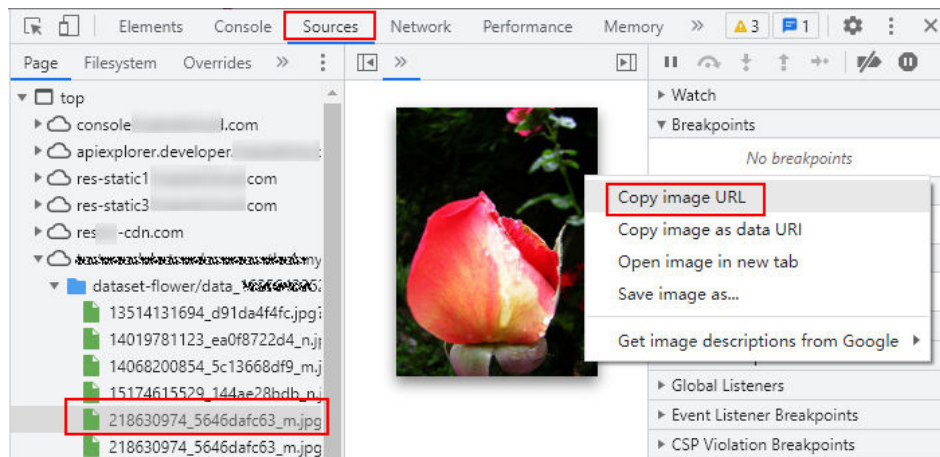 Elements Console Sources Network Performance Memory » 3 1
Page Filesystem Overrides » »
top
console l.com
apiexplorer.developer.
res-static1 com
res-static3 com
res -cdn.com
my
dataset-flower/data_
13514131694_d91da4f4fc.jpg?
14019781123_ea0f8722d4_n.j
14068200854_5c13668df9_m.j
15174615529_144ae28bdb_n.j
218630974_5646dafc63_m.jpg
218630974_5646dafc63_m.jpg
Watch
Breakpoints
No breakpoints
Copy image URL
Copy image as data URI
Open image in new tab
Save image as...
Get image descriptions from Google
Global Listeners
Event Listener Breakpoints
CSP Violation Breakpoints